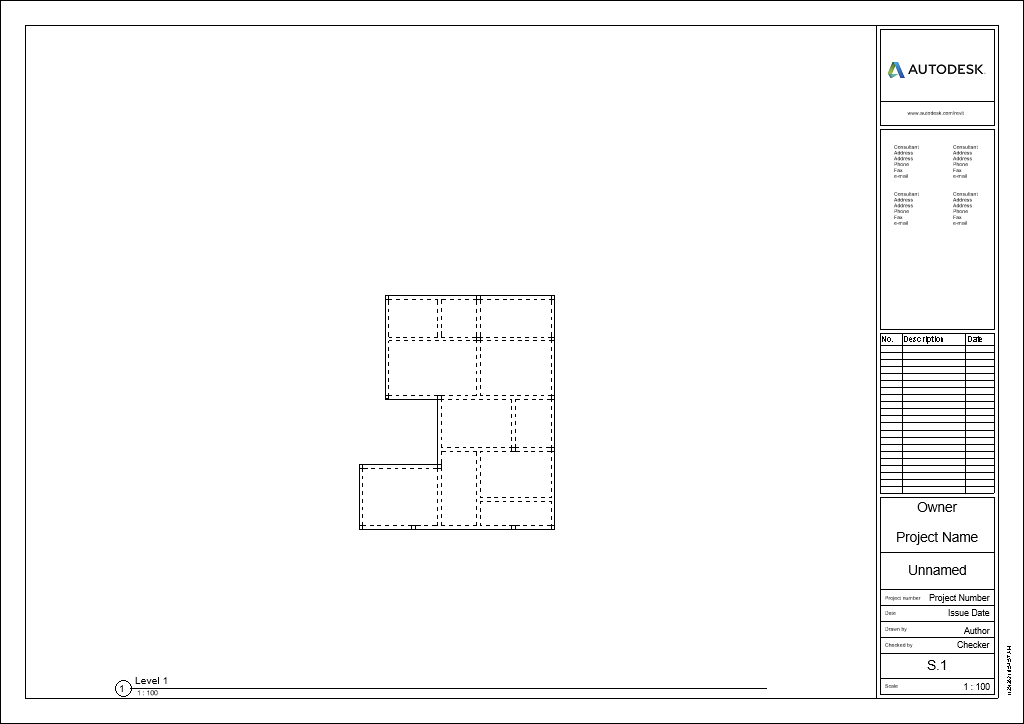 AUTODESK.
www.autodesk.com/revit
Consultant
Address
Address
Phone
Fax
e-mail
Consultant
Address
Address
Phone
Fax
e-mail
Consultant
Address
Address
Phone
Fax
e-mail
Consultant
Address
Address
Phone
Fax
e-mail
No. Description Date
Owner
Project Name
Unnamed
Project number Project Number
Date Issue Date
Drawn by Author
Checked by Checker
S.1
Scale 1 : 100
1 Level 1
1 : 100